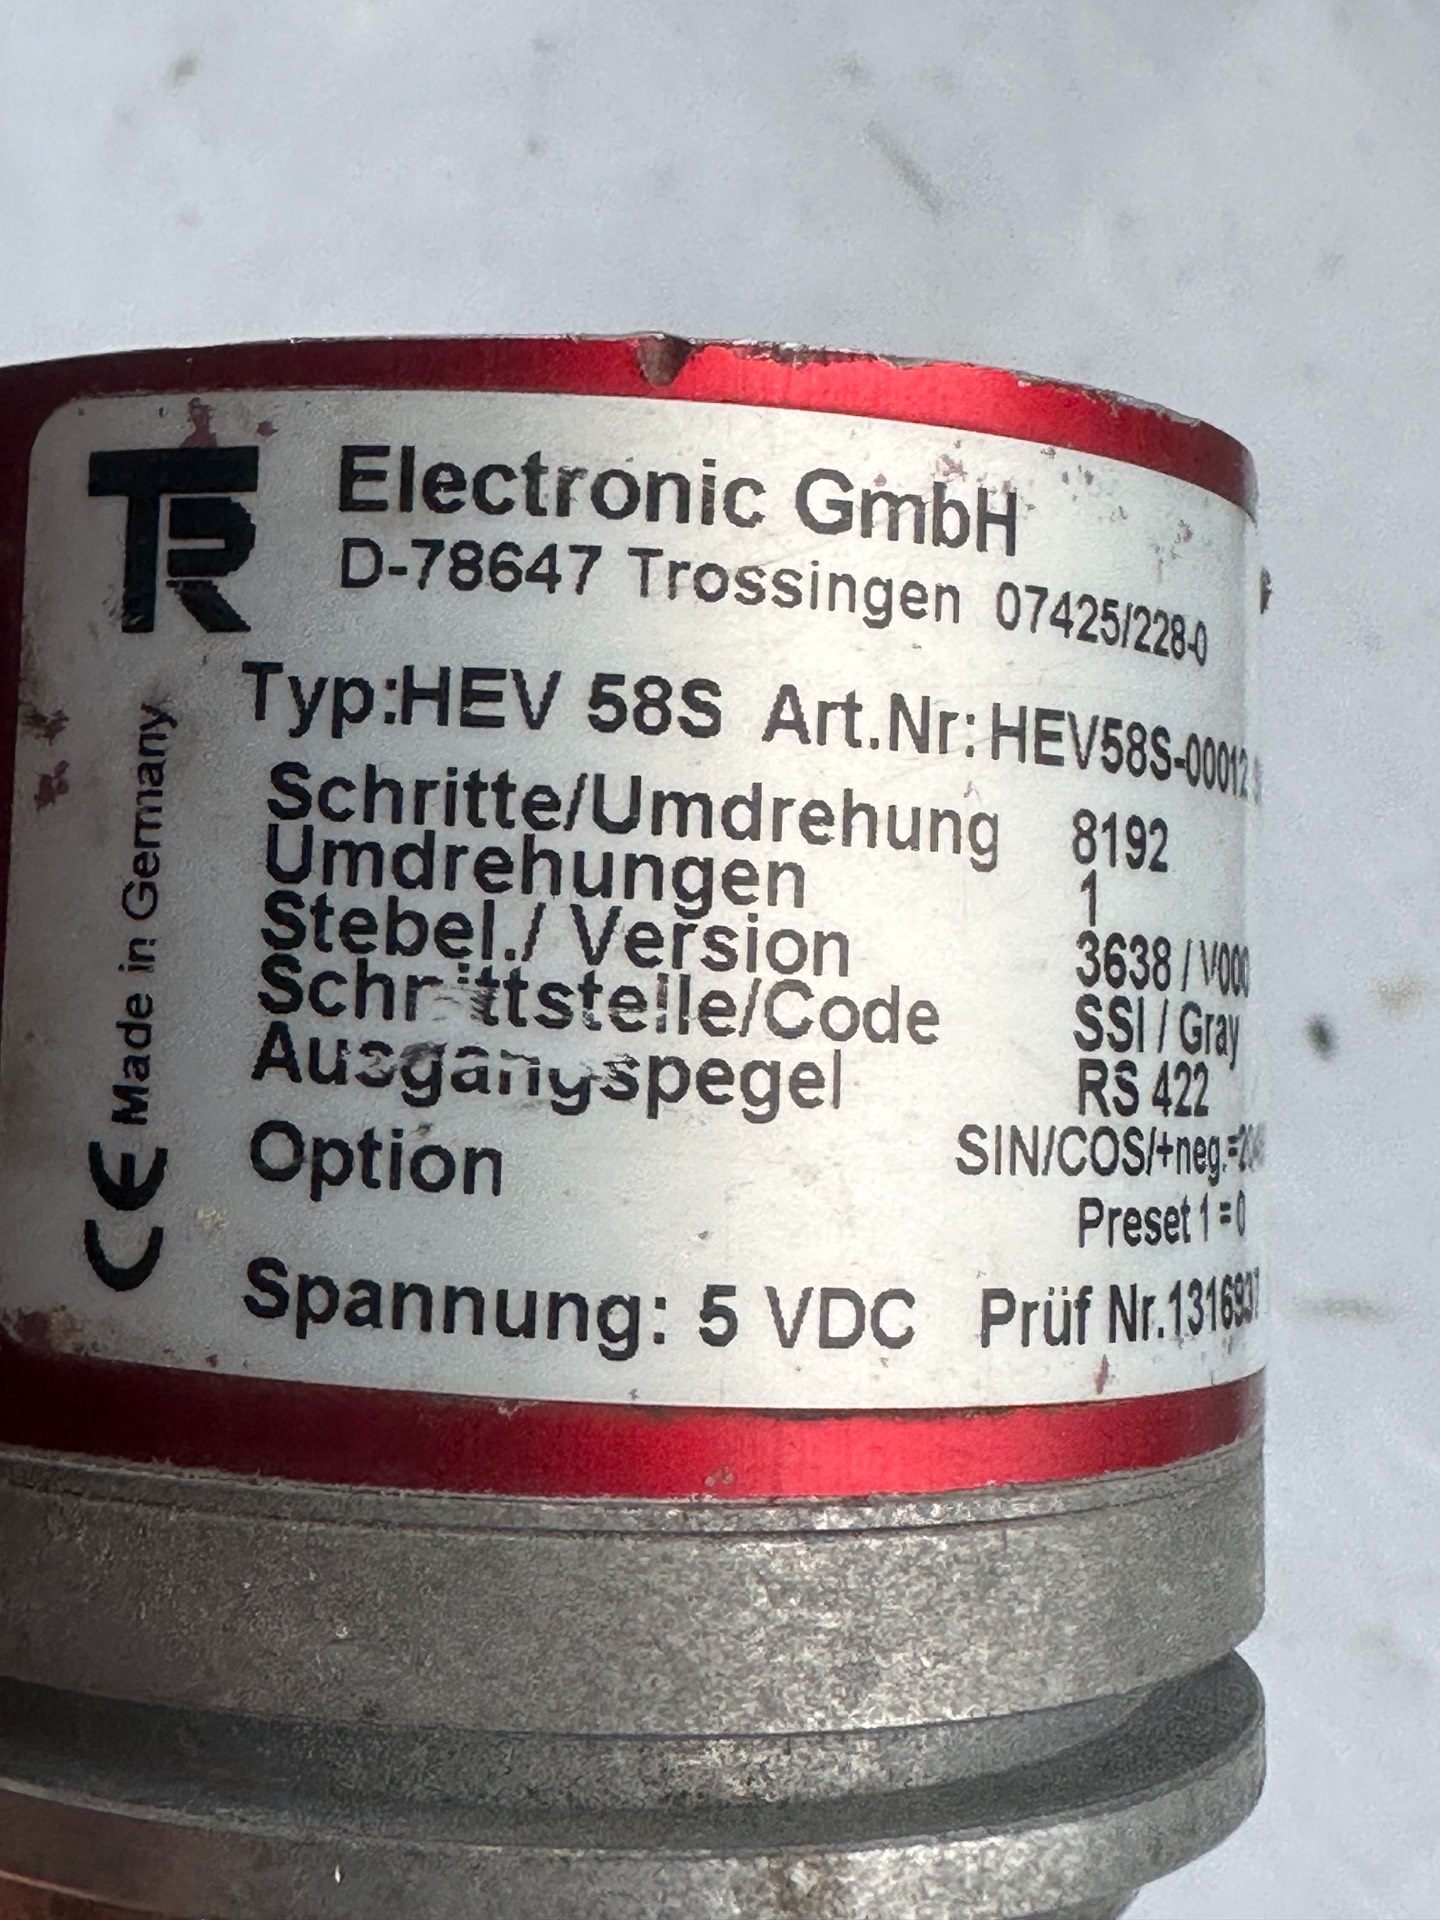 TR Electronic GmbH
D-78647 Trossingen 07425/228-0
Typ:HEV 58S Art.Nr: HEV58S-00012
Schritte/Umdrehung 8192
Umdrehungen 1
Stebel./ Version 3638 / V000
Schnittstelle/Code SSI / Gray
Ausgangspegel RS 422
Option SIN/COS/+neg.=
Preset 1 = 0
Spannung: 5 VDC Prüf Nr.
CE Made in Germany